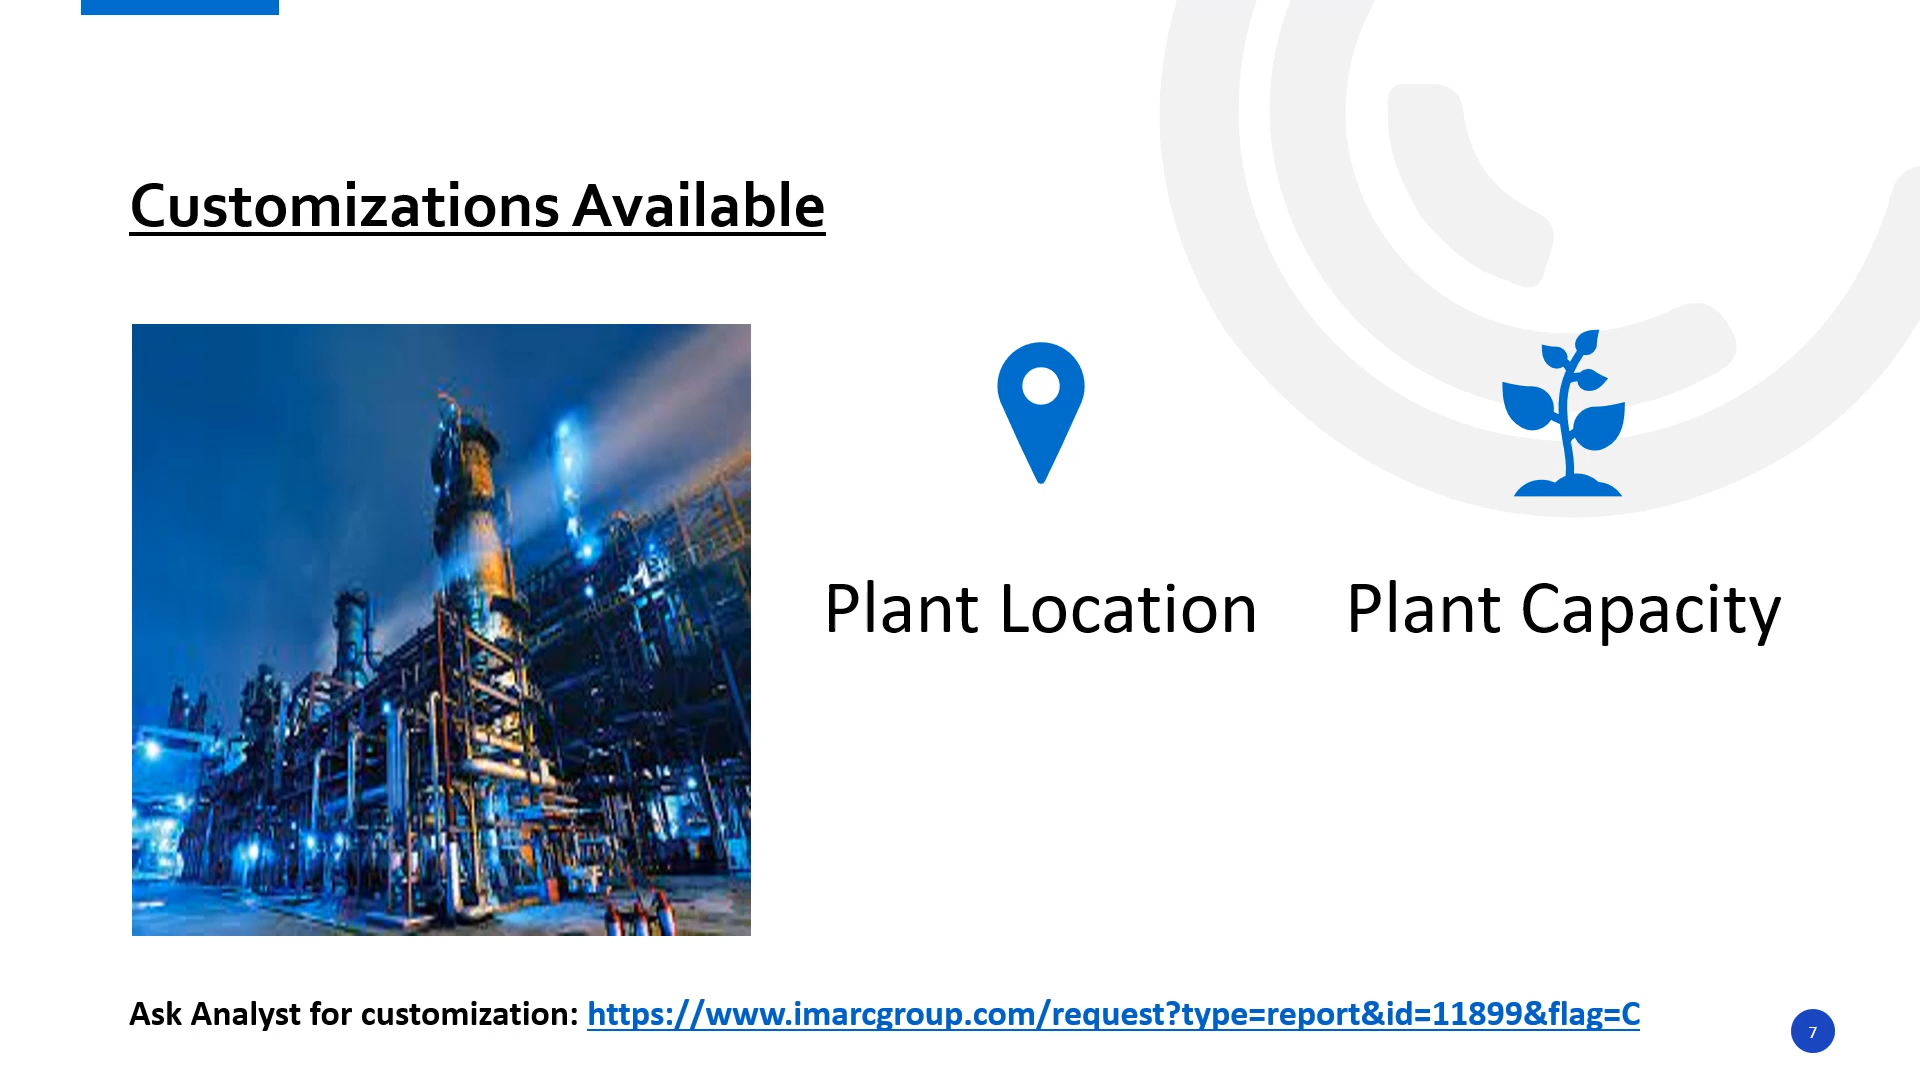 Customizations Available
Plant Location
Plant Capacity
Ask Analyst for customization: https://www.imarcgroup.com/request?type=report&id=11899&flag=C
7